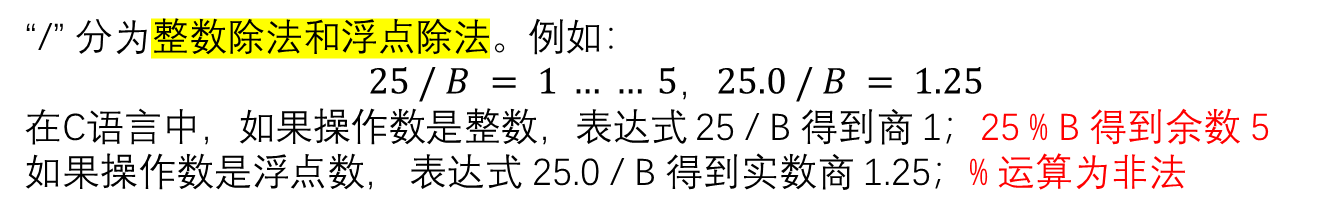 “/” 分为整数除法和浮点除法。例如：
25 / B = 1 … … 5，25.0 / B = 1.25
在C语言中，如果操作数是整数，表达式 25 / B 得到商 1；25 % B 得到余数 5
如果操作数是浮点数， 表达式 25.0 / B 得到实数商 1.25；% 运算为非法